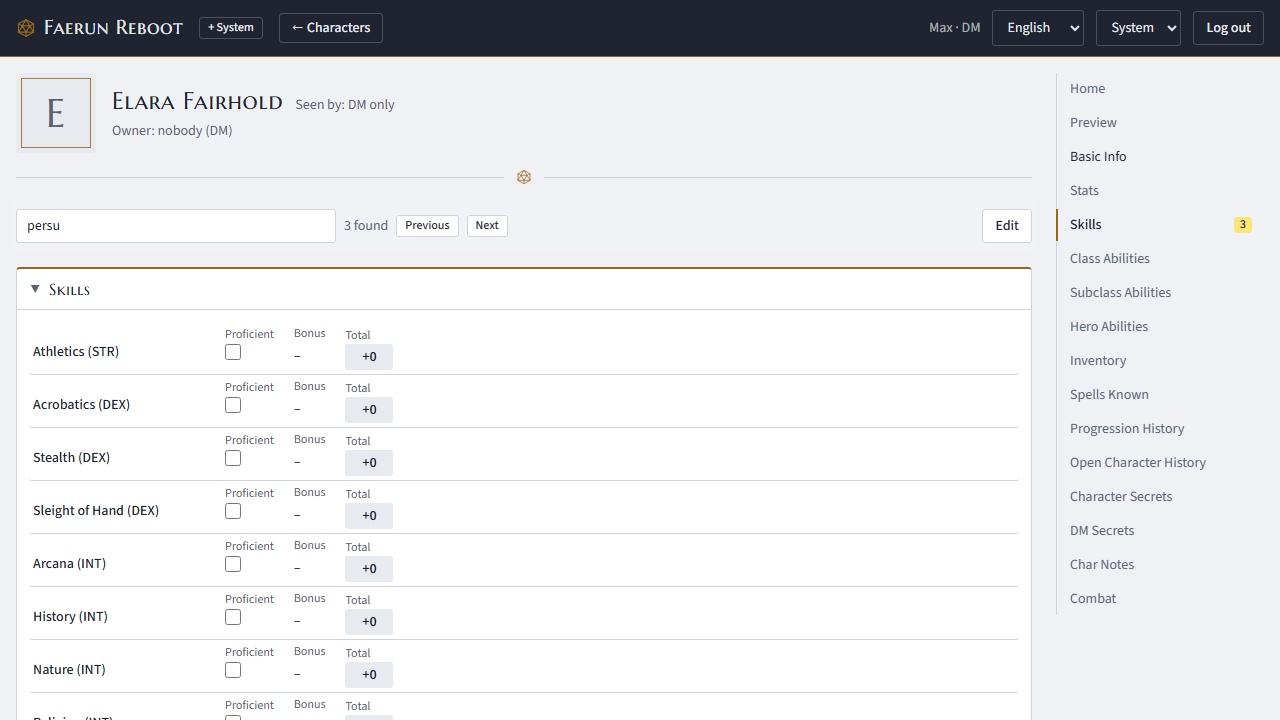 Faerun Reboot
+ System
← Characters
Max · DM
English
System
Log out
E
Elara Fairhold
Seen by: DM only
Owner: nobody (DM)
persu
3 found
Previous
Next
Edit
▼ Skills
Athletics (STR)
Proficient
Bonus
–
Total
+0
Acrobatics (DEX)
Proficient
Bonus
–
Total
+0
Stealth (DEX)
Proficient
Bonus
–
Total
+0
Sleight of Hand (DEX)
Proficient
Bonus
–
Total
+0
Arcana (INT)
Proficient
Bonus
–
Total
+0
History (INT)
Proficient
Bonus
–
Total
+0
Nature (INT)
Proficient
Bonus
–
Total
+0
Proficient
Bonus
Total
Home
Preview
Basic Info
Stats
Skills
3
Class Abilities
Subclass Abilities
Hero Abilities
Inventory
Spells Known
Progression History
Open Character History
Character Secrets
DM Secrets
Char Notes
Combat